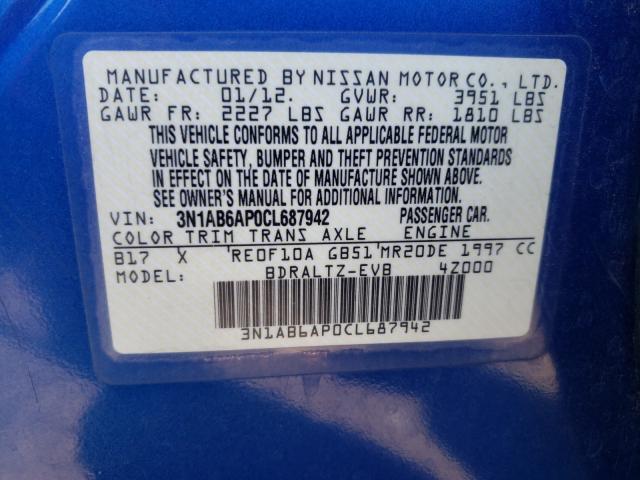 MANUFACTURED BY NISSAN MOTOR CO., LTD.
DATE: 01/12. GVWR: 3951 LBS
GAWR FR: 2227 LBS GAWR RR: 1810 LBS
THIS VEHICLE CONFORMS TO ALL APPLICABLE FEDERAL MOTOR
VEHICLE SAFETY, BUMPER AND THEFT PREVENTION STANDARDS
IN EFFECT ON THE DATE OF MANUFACTURE SHOWN ABOVE.
SEE OWNER'S MANUAL FOR ADDITIONAL INFORMATION.
VIN: 3N1AB6AP0CL687942 PASSENGER CAR.
COLOR TRIM TRANS AXLE ENGINE
B17 X 'RE0F10A GB51'MR20DE 1997 CC
MODEL: BDRALTZ-EVB 4Z000
3N1AB6AP0CL687942